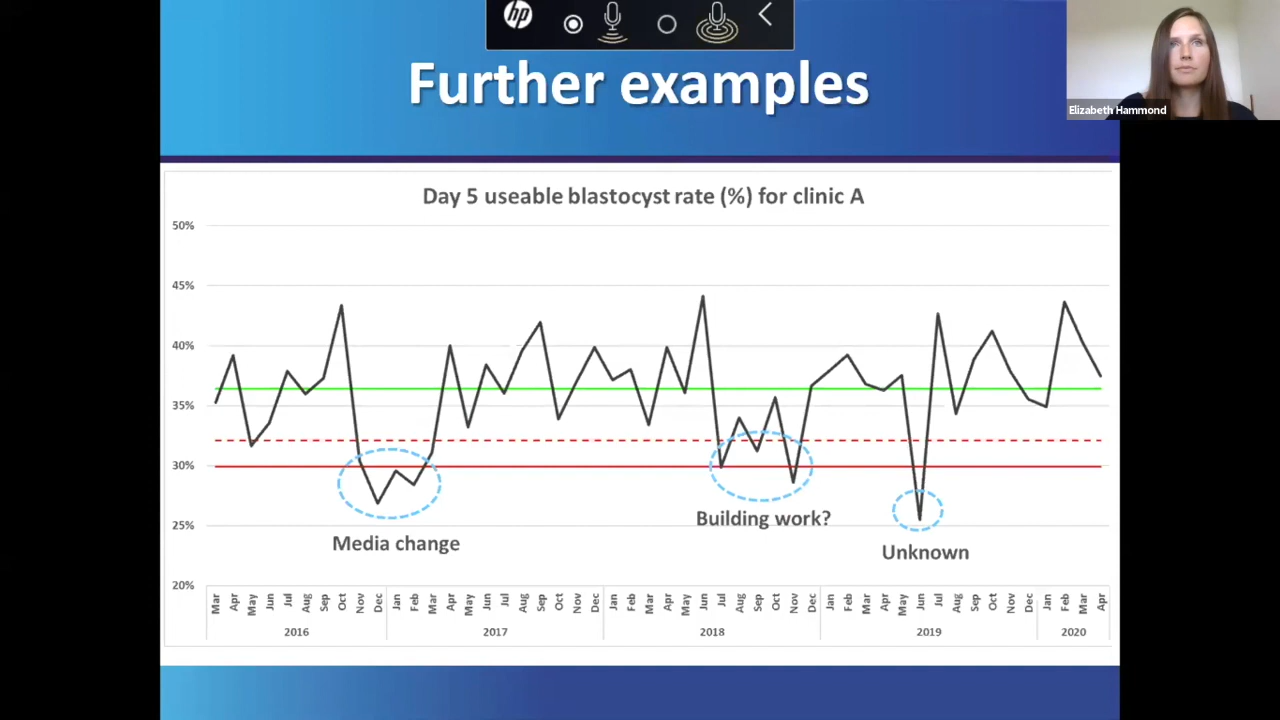 hp
Further examples
Elizabeth Hammond
Day 5 useable blastocyst rate (%) for clinic A
50%
45%
40%
35%
30%
25%
20%
Media change
Building work?
Unknown
Mar Apr May Jun Jul Aug Sep Oct Nov Dec Jan Feb Mar Apr May Jun Jul Aug Sep Oct Nov Dec Jan Feb Mar Apr May Jun Jul Aug Sep Oct Nov Dec Jan Feb Mar Apr May Jun Jul Aug Sep Oct Nov Dec Jan Feb Mar Apr
2016 2017 2018 2019 2020